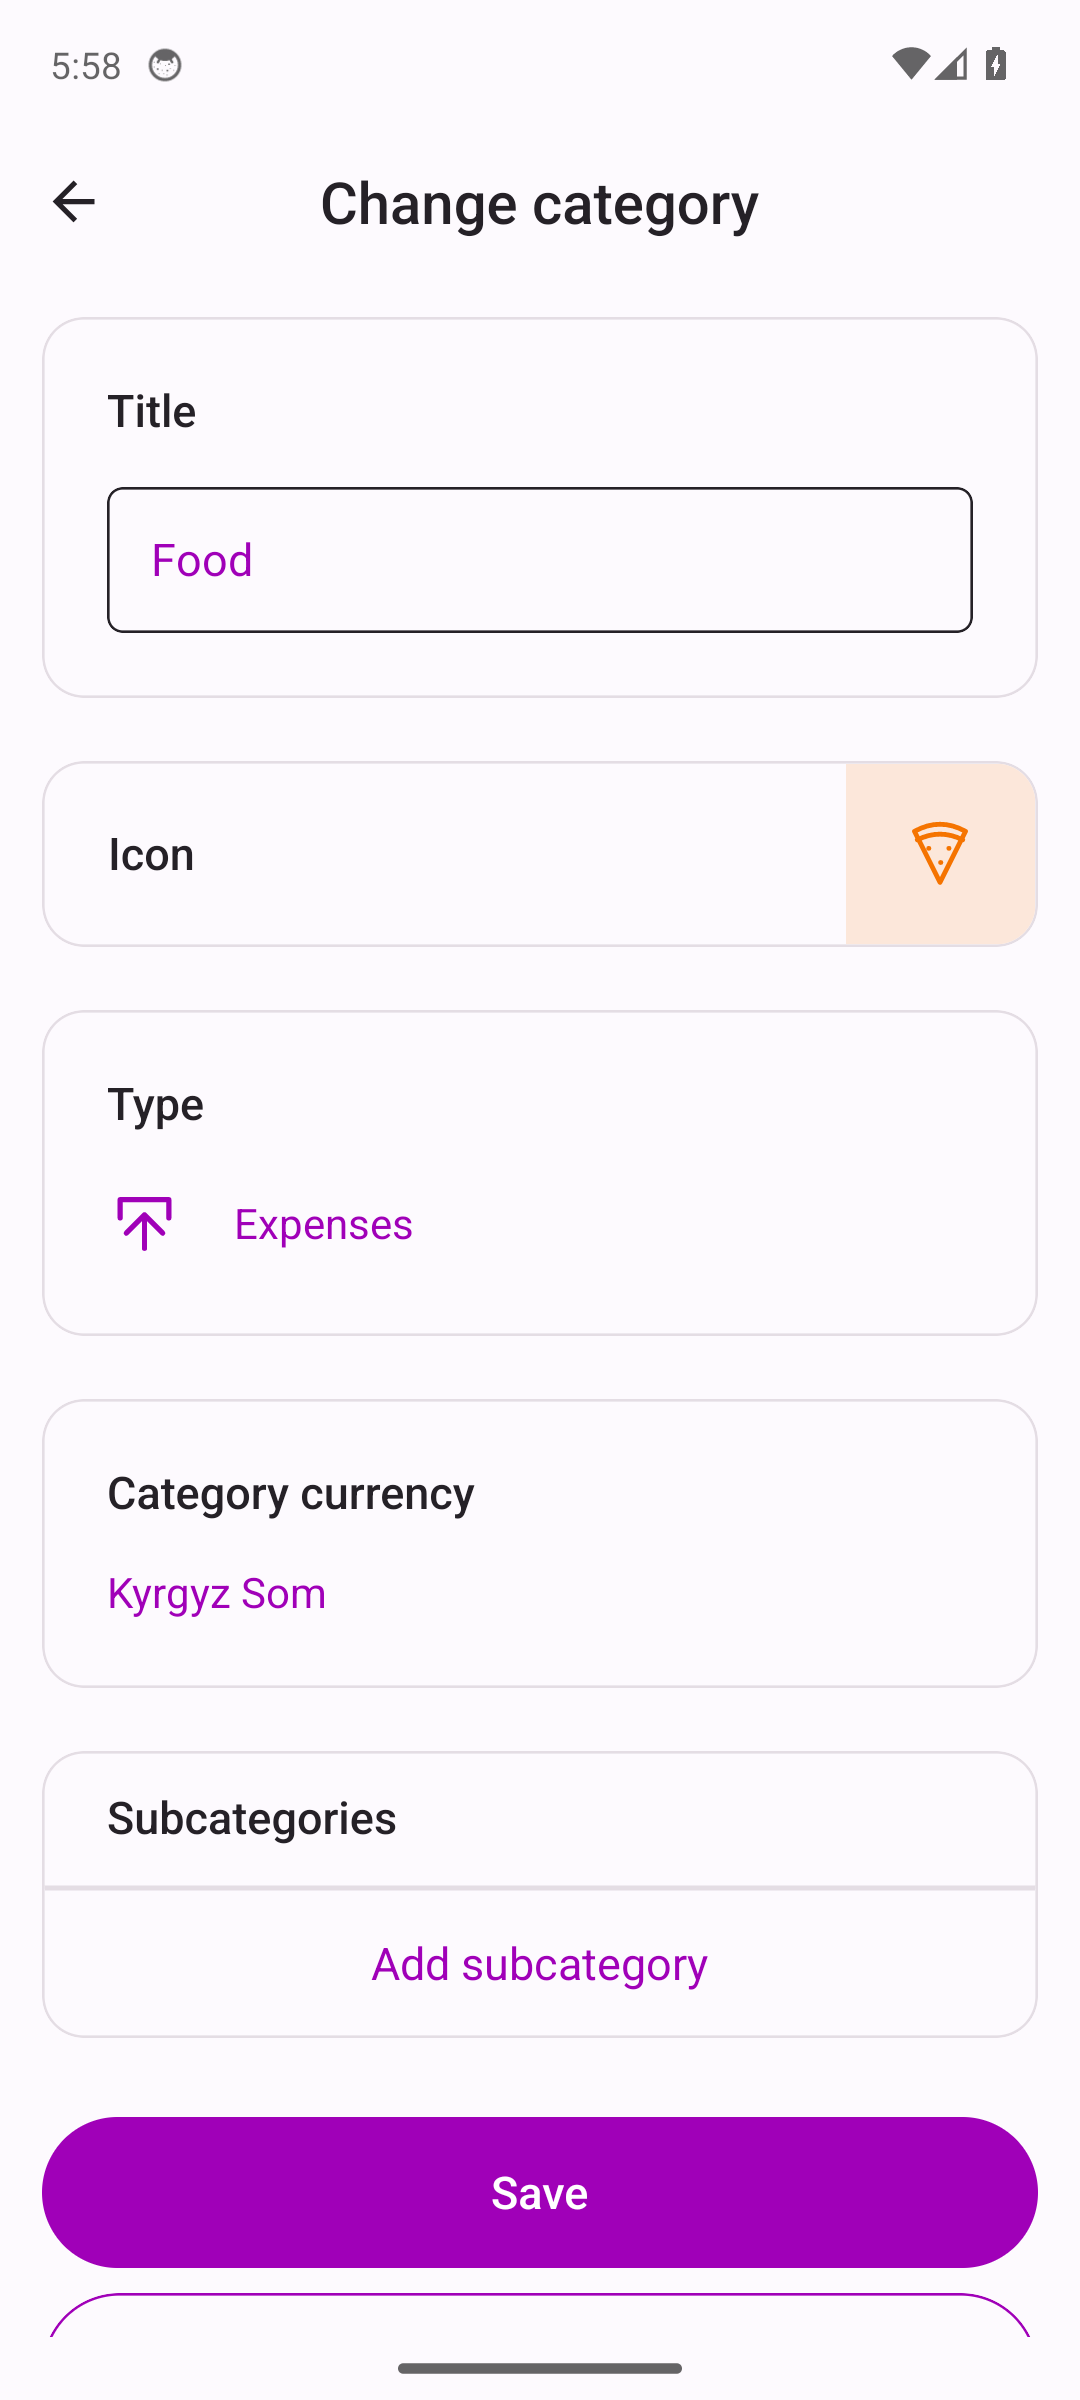 5:58
Change category
Title
Food
Icon
Type
Expenses
Category currency
Kyrgyz Som
Subcategories
Add subcategory
Save